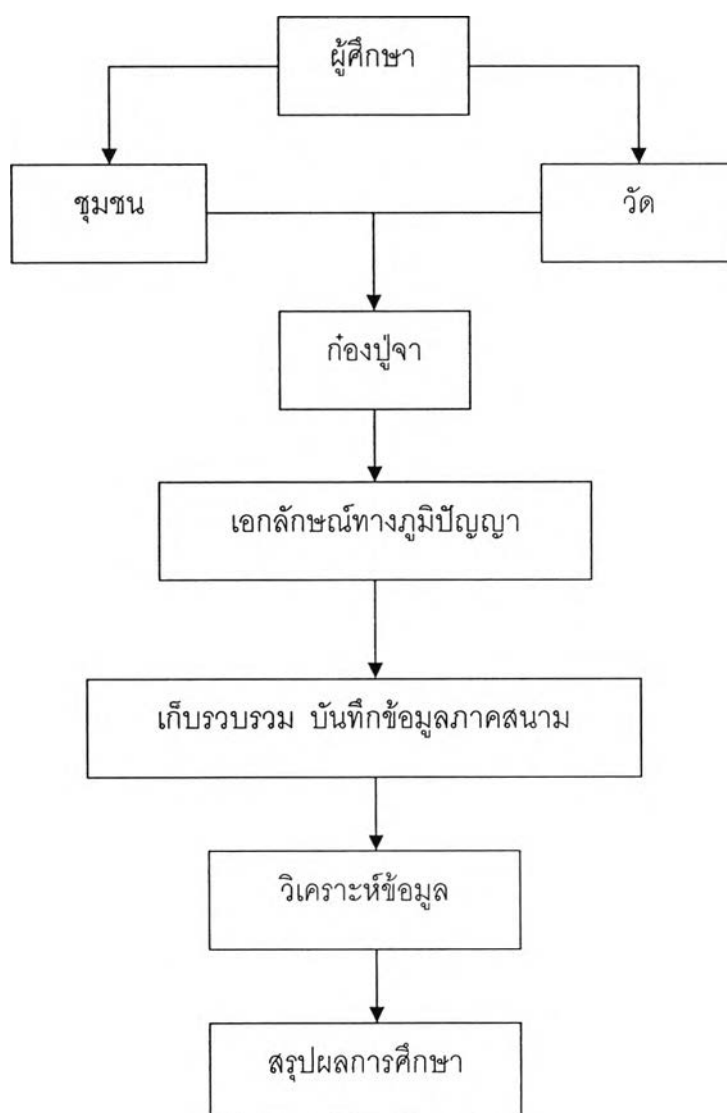 ผู้ศึกษา
ชุมชน
วัด
ก๋องปู่จา
เอกลักษณ์ทางภูมิปัญญา
เก็บรวบรวม บันทึกข้อมูลภาคสนาม
วิเคราะห์ข้อมูล
สรุปผลการศึกษา